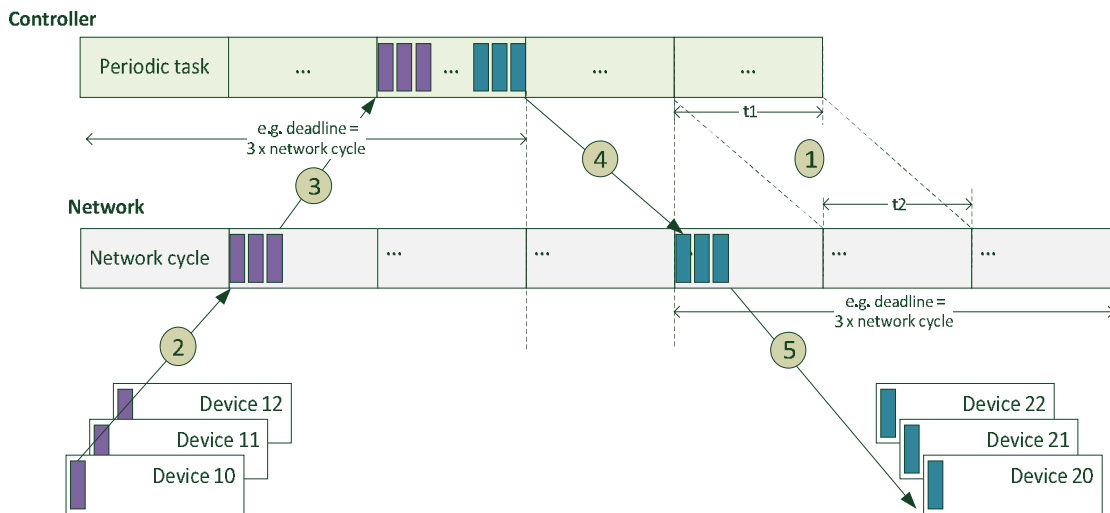 Controller
Periodic task
...
...
...
...
t1
e.g. deadline =
3 x network cycle
1
4
3
Network
t2
Network cycle
...
...
...
...
e.g. deadline =
3 x network cycle
2
5
Device 12
Device 11
Device 10
Device 22
Device 21
Device 20